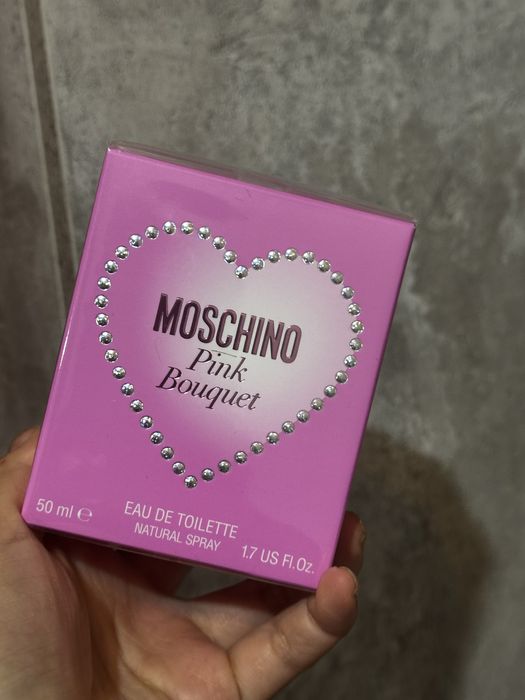 MOSCHINO
Pink
Bouquet
50 ml ℮
EAU DE TOILETTE
NATURAL SPRAY
1.7 US Fl.Oz.